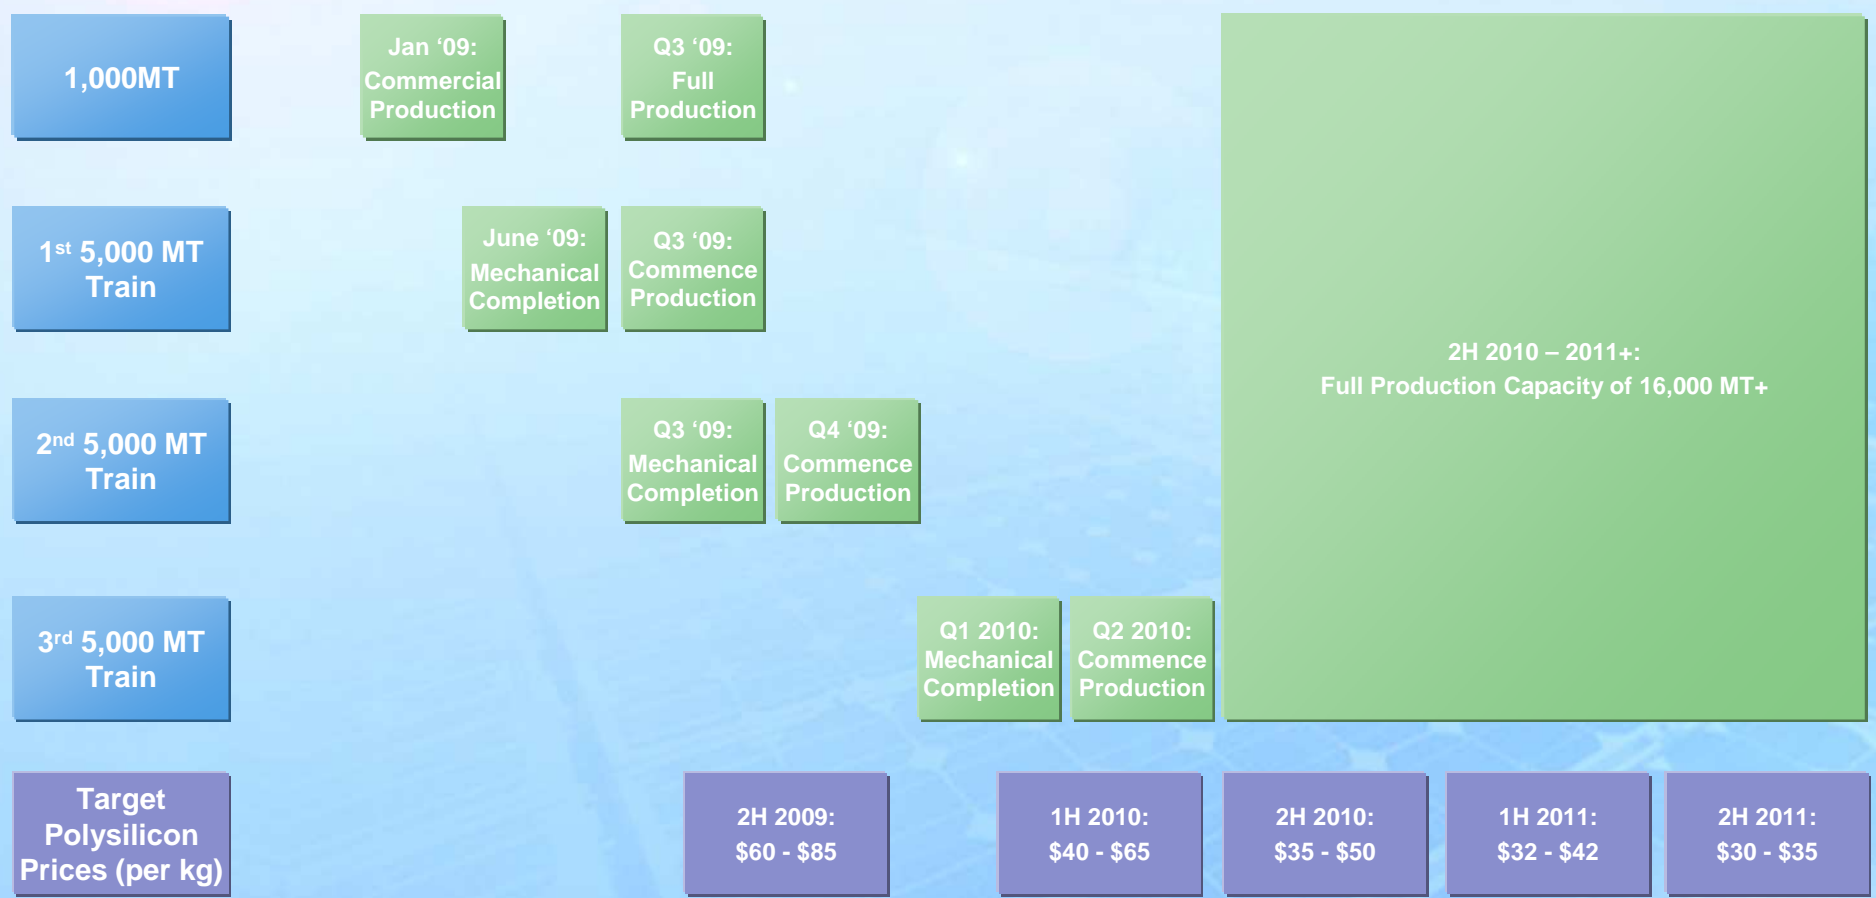 1,000MT
Jan ‘09:
Commercial
Production
Q3 ‘09:
Full
Production
1st 5,000 MT
Train
June ‘09:
Mechanical
Completion
Q3 ‘09:
Commence
Production
2H 2010 – 2011+:
Full Production Capacity of 16,000 MT+
2nd 5,000 MT
Train
Q3 ‘09:
Mechanical
Completion
Q4 ‘09:
Commence
Production
3rd 5,000 MT
Train
Q1 2010:
Mechanical
Completion
Q2 2010:
Commence
Production
Target
Polysilicon
Prices (per kg)
2H 2009:
$60 - $85
1H 2010:
$40 - $65
2H 2010:
$35 - $50
1H 2011:
$32 - $42
2H 2011:
$30 - $35